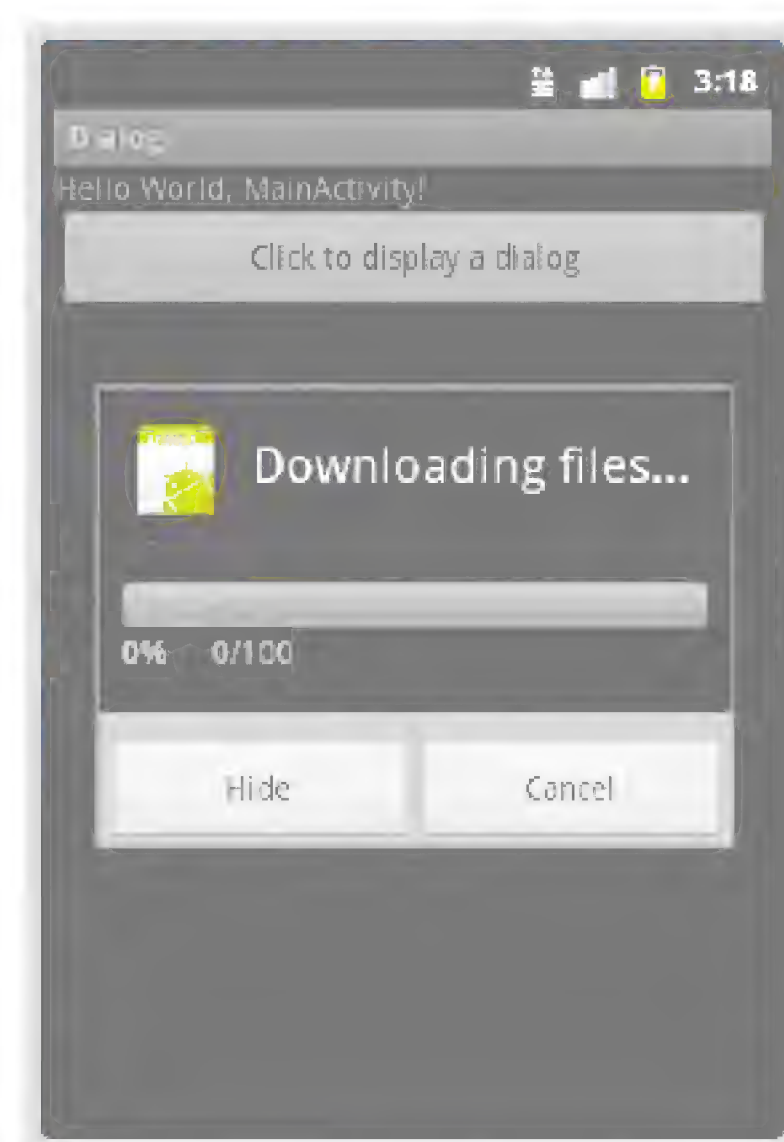 3:18
Dialog
Hello World, MainActivity!
Click to display a dialog
Downloading files...
0% 0/100
Hide Cancel